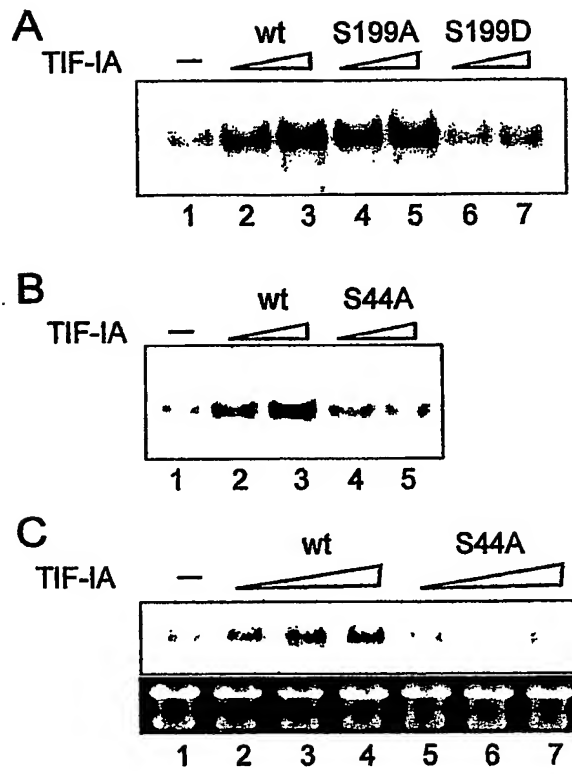 A
wt S199A S199D
TIF-IA –
1 2 3 4 5 6 7
B
wt S44A
TIF-IA –
1 2 3 4 5
C
wt S44A
TIF-IA –
1 2 3 4 5 6 7